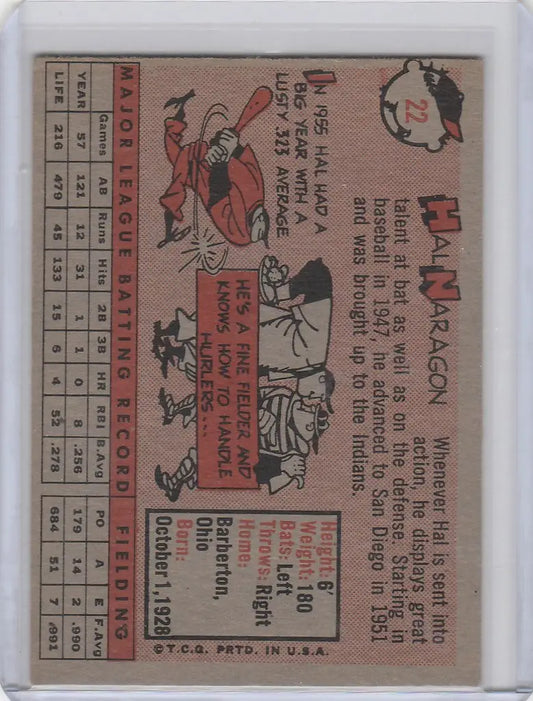 22
HAL NARAGON
Whenever Hal is sent into
action, he displays great
talent at bat as well as on the defense. Starting in
baseball in 1947, he advanced to San Diego in 1951
and was brought up to the Indians.
IN 1955 HAL HAD A
BIG YEAR WITH A
LUSTY .323 AVERAGE
HE'S A FINE FIELDER AND
KNOWS HOW TO HANDLE
HURLERS...
Height: 6'
Weight: 180
Bats: Left
Throws: Right
Home:
Barberton,
Ohio
Born:
October 1, 1928
©T.C.G. PRTD. IN U.S.A.
MAJOR LEAGUE BATTING RECORD FIELDING
Games AB Runs Hits 2B 3B HR RBI B.Avg PO A E F.Avg
YEAR 57 121 12 31 1 1 0 8 .256 179 14 2 .990
LIFE 216 479 45 133 15 6 4 52 .278 684 51 7 .991